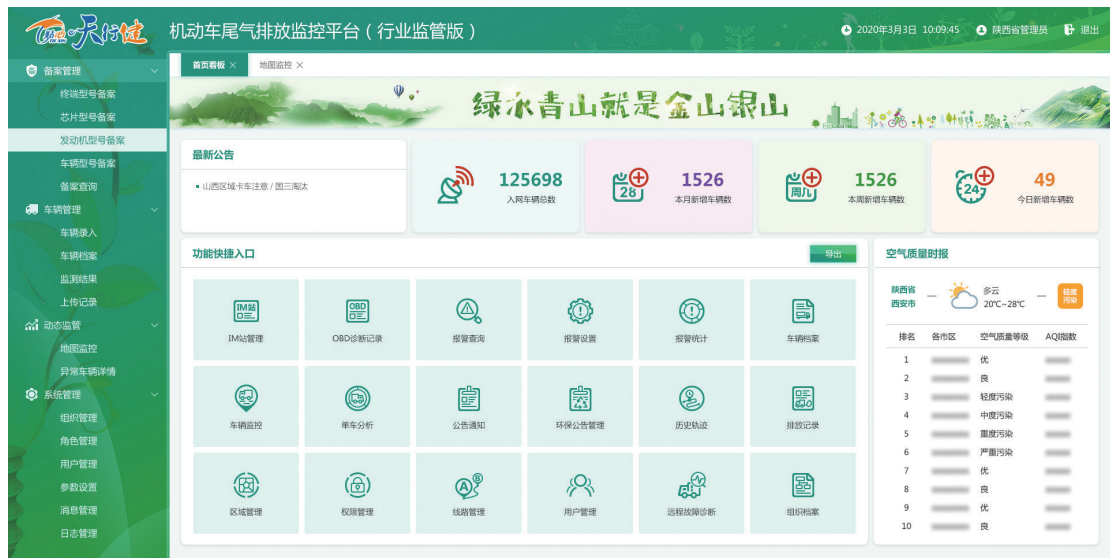 天行健
机动车尾气排放监控平台（行业监管版）
2020年3月3日 10:09:45 陕西省管理员 退出
备案管理
终端型号备案
芯片型号备案
发动机型号备案
车辆型号备案
备案查询
车辆管理
车辆录入
车辆档案
监测结果
上传记录
动态监管
地图监控
异常车辆详情
系统管理
组织管理
角色管理
用户管理
参数设置
消息管理
日志管理
首页看板 × 地图监控 ×
绿水青山就是金山银山
最新公告
▪ 山西区域卡车注意 / 国三淘汰
125698
入网车辆总数
28
1526
本月新增车辆数
周几
1526
本周新增车辆数
24
49
今日新增车辆数
功能快捷入口 导出
IM站
IM站管理
OBD
OBD诊断记录
报警查询
报警设置
报警统计
车辆档案
车辆监控
单车分析
公告通知
环保公告管理
历史轨迹
排放记录
区域管理
权限管理
A B
线路管理
用户管理
远程故障诊断
组织档案
空气质量时报
陕西省
西安市
多云
20℃~28℃
轻度
污染
排名 各市区 空气质量等级 AQI指数
1 优
2 良
3 轻度污染
4 中度污染
5 重度污染
6 严重污染
7 优
8 良
9 优
10 良